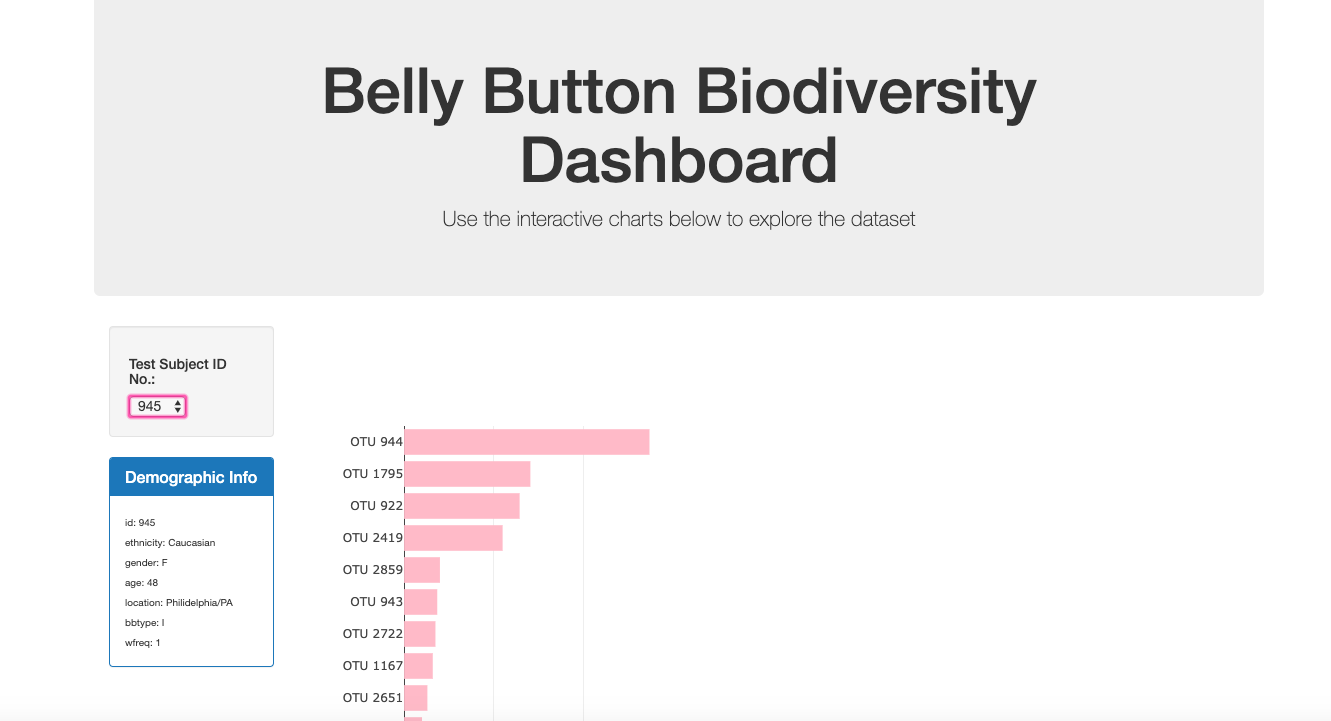 Belly Button Biodiversity
Dashboard
Use the interactive charts below to explore the dataset
Test Subject ID
No.:
945
Demographic Info
id: 945
ethnicity: Caucasian
gender: F
age: 48
location: Philidelphia/PA
bbtype: I
wfreq: 1
OTU 944
OTU 1795
OTU 922
OTU 2419
OTU 2859
OTU 943
OTU 2722
OTU 1167
OTU 2651